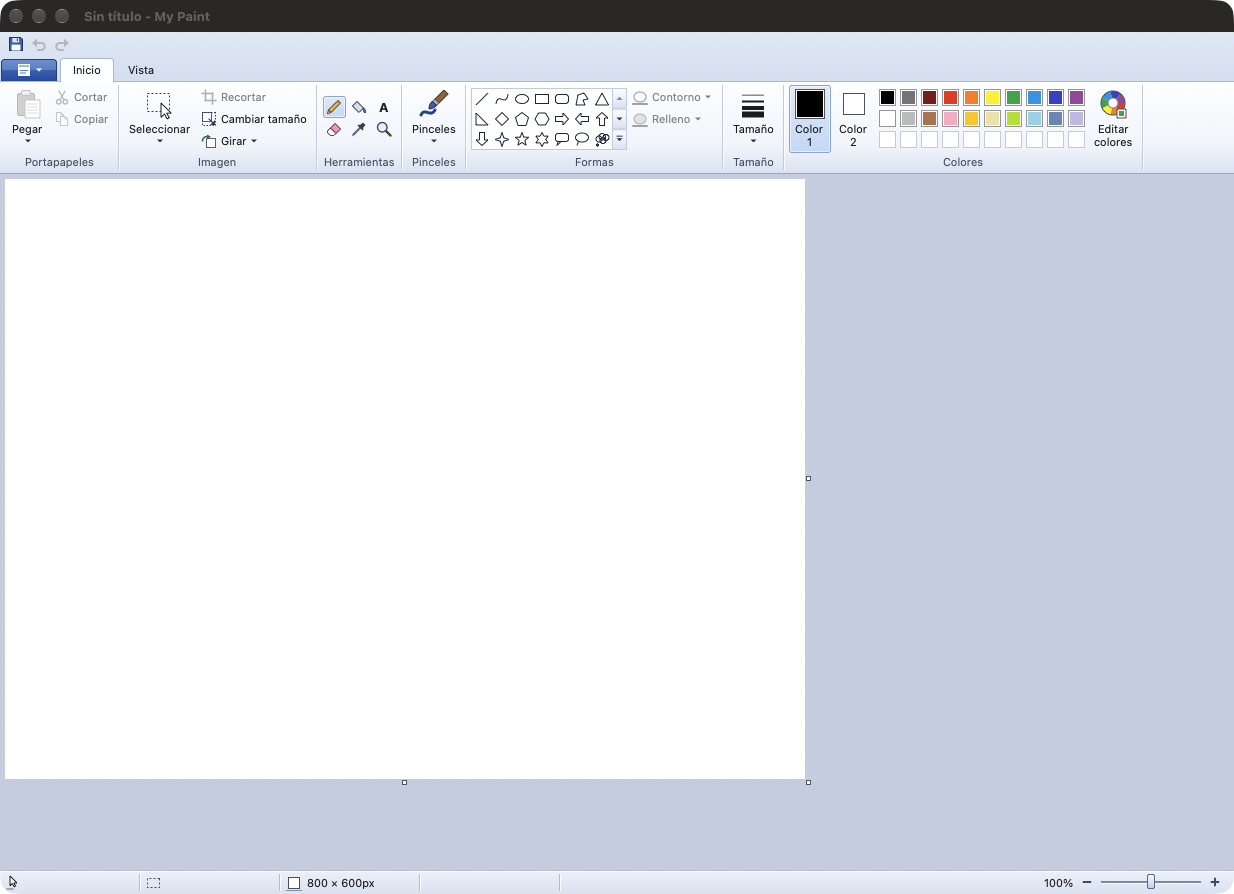 Sin título - My Paint
Inicio
Vista
Pegar
Cortar
Copiar
Portapapeles
Seleccionar
Recortar
Cambiar tamaño
Girar
Imagen
A
Herramientas
Pinceles
Pinceles
Contorno
Relleno
Formas
Tamaño
Tamaño
Color
1
Color
2
Editar
colores
Colores
800 × 600px
100%